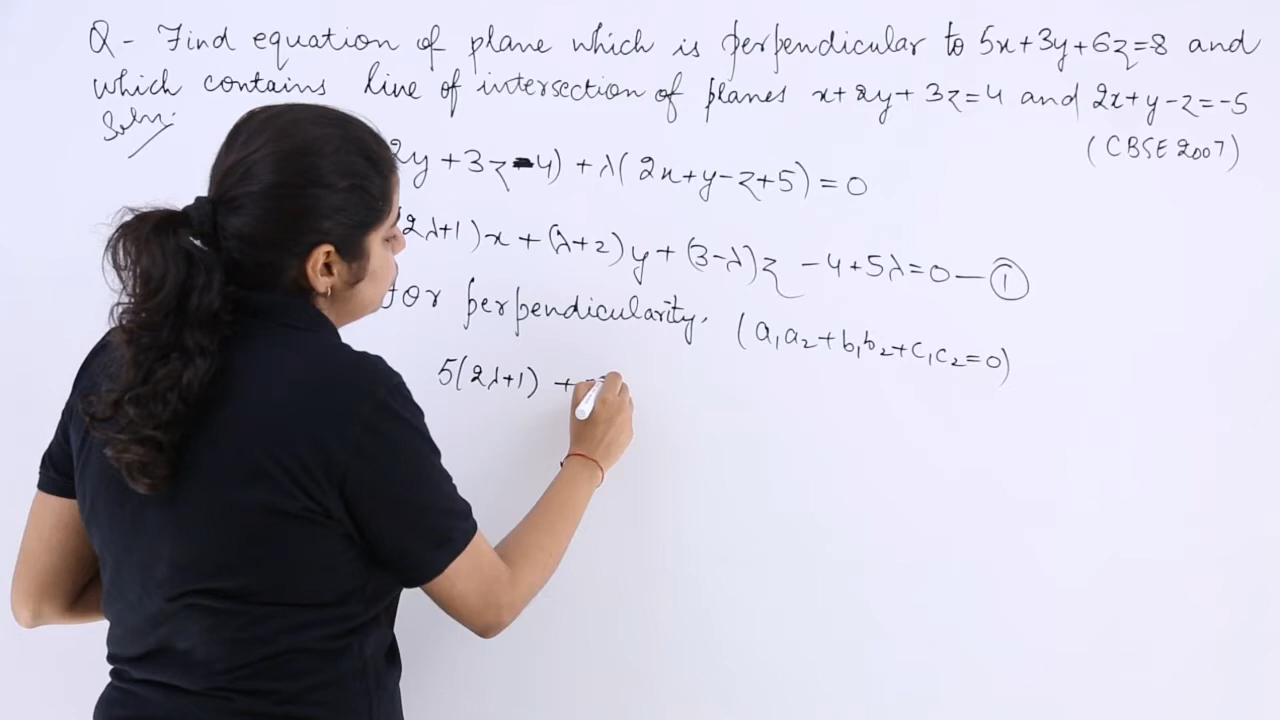 Q - Find equation of plane which is perpendicular to 5x+3y+6z=8 and
which contains line of intersection of planes x+2y+3z=4 and 2x+y-z=-5
(CBSE 2007)
Soln:
2y+3z-4)+λ(2x+y-z+5)=0
(2λ+1)x+(λ+2)y+(3-λ)z-4+5λ=0—①
For perpendicularity, (a₁a₂+b₁b₂+c₁c₂=0)
5(2λ+1) +